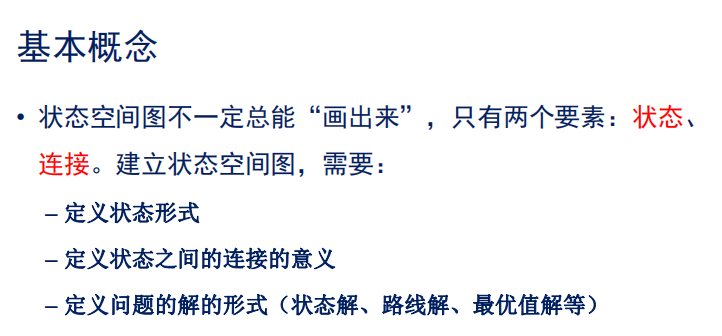 基本概念
• 状态空间图不一定总能“画出来”，只有两个要素：状态、
连接。建立状态空间图，需要：
– 定义状态形式
– 定义状态之间的连接的意义
– 定义问题的解的形式（状态解、路线解、最优值解等）